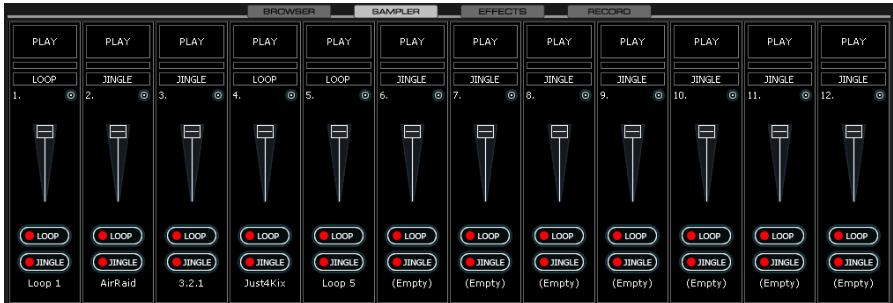 BROWSER SAMPLER EFFECTS RECORD
PLAY PLAY PLAY PLAY PLAY PLAY PLAY PLAY PLAY PLAY PLAY PLAY
LOOP JINGLE JINGLE LOOP LOOP JINGLE JINGLE JINGLE JINGLE JINGLE JINGLE JINGLE
1. 2. 3. 4. 5. 6. 7. 8. 9. 10. 11. 12.
LOOP LOOP LOOP LOOP LOOP LOOP LOOP LOOP LOOP LOOP LOOP LOOP
JINGLE JINGLE JINGLE JINGLE JINGLE JINGLE JINGLE JINGLE JINGLE JINGLE JINGLE JINGLE
Loop 1 AirRaid 3.2.1 Just4Kix Loop 5 (Empty) (Empty) (Empty) (Empty) (Empty) (Empty) (Empty)